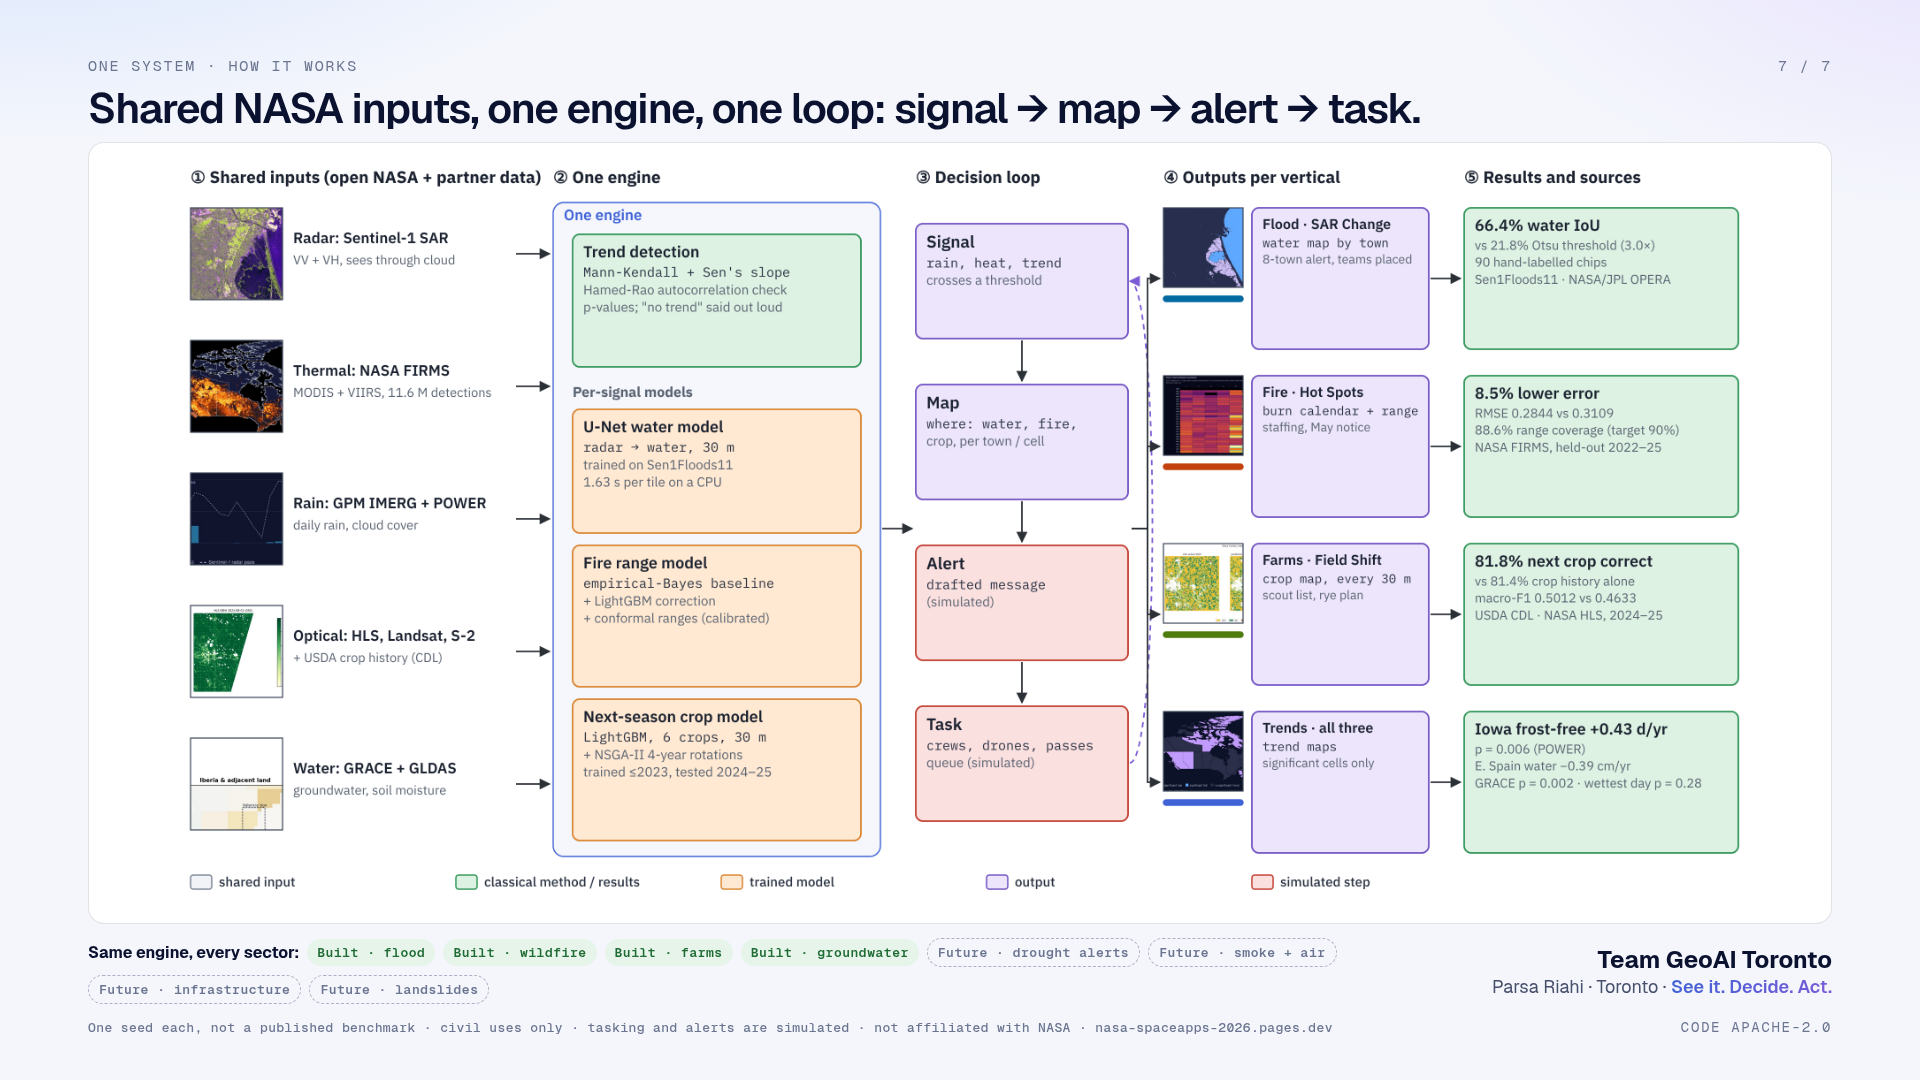 ONE SYSTEM · HOW IT WORKS
7 / 7
Shared NASA inputs, one engine, one loop: signal → map → alert → task.
① Shared inputs (open NASA + partner data)
Radar: Sentinel-1 SAR
VV + VH, sees through cloud
Thermal: NASA FIRMS
MODIS + VIIRS, 11.6 M detections
Rain: GPM IMERG + POWER
daily rain, cloud cover
Optical: HLS, Landsat, S-2
+ USDA crop history (CDL)
Iberia & adjacent land
Water: GRACE + GLDAS
groundwater, soil moisture
② One engine
One engine
Trend detection
Mann-Kendall + Sen's slope
Hamed-Rao autocorrelation check
p-values; "no trend" said out loud
Per-signal models
U-Net water model
radar → water, 30 m
trained on Sen1Floods11
1.63 s per tile on a CPU
Fire range model
empirical-Bayes baseline
+ LightGBM correction
+ conformal ranges (calibrated)
Next-season crop model
LightGBM, 6 crops, 30 m
+ NSGA-II 4-year rotations
trained ≤2023, tested 2024–25
③ Decision loop
Signal
rain, heat, trend
crosses a threshold
Map
where: water, fire,
crop, per town / cell
Alert
drafted message
(simulated)
Task
crews, drones, passes
queue (simulated)
④ Outputs per vertical
Flood · SAR Change
water map by town
8-town alert, teams placed
Fire · Hot Spots
burn calendar + range
staffing, May notice
Farms · Field Shift
crop map, every 30 m
scout list, rye plan
Trends · all three
trend maps
significant cells only
⑤ Results and sources
66.4% water IoU
vs 21.8% Otsu threshold (3.0×)
90 hand-labelled chips
Sen1Floods11 · NASA/JPL OPERA
8.5% lower error
RMSE 0.2844 vs 0.3109
88.6% range coverage (target 90%)
NASA FIRMS, held-out 2022–25
81.8% next crop correct
vs 81.4% crop history alone
macro-F1 0.5012 vs 0.4633
USDA CDL · NASA HLS, 2024–25
Iowa frost-free +0.43 d/yr
p = 0.006 (POWER)
E. Spain water −0.39 cm/yr
GRACE p = 0.002 · wettest day p = 0.28
shared input
classical method / results
trained model
output
simulated step
Same engine, every sector: Built · flood Built · wildfire Built · farms Built · groundwater Future · drought alerts Future · smoke + air
Future · infrastructure Future · landslides
Team GeoAI Toronto
Parsa Riahi · Toronto · See it. Decide. Act.
One seed each, not a published benchmark · civil uses only · tasking and alerts are simulated · not affiliated with NASA · nasa-spaceapps-2026.pages.dev
CODE APACHE-2.0